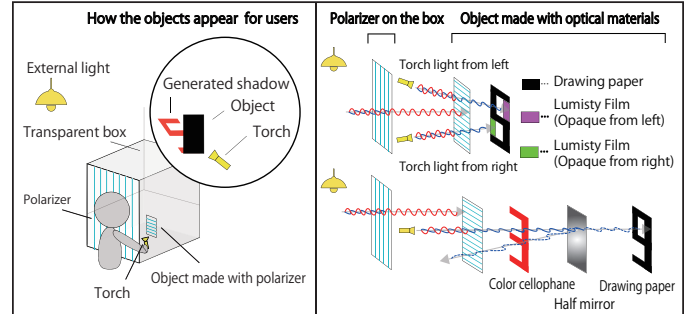 How the objects appear for users
External light
Generated shadow
Object
Torch
Transparent box
Polarizer
Object made with polarizer
Torch
Polarizer on the box
Object made with optical materials
Torch light from left
Drawing paper
Lumisty Film
(Opaque from left)
Lumisty Film
(Opaque from right)
Torch light from right
Color cellophane
Drawing paper
Half mirror